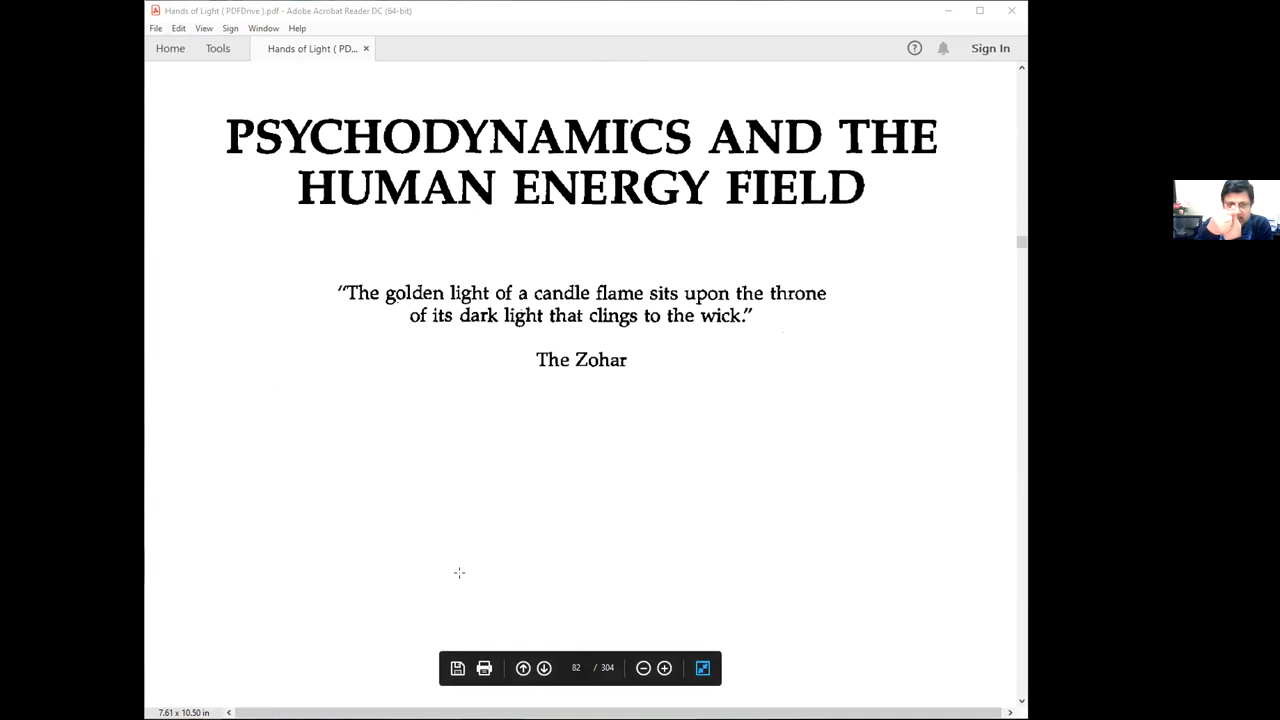 Hands of Light ( PDFDrive ).pdf - Adobe Acrobat Reader DC (64-bit)
File Edit View Sign Window Help
Home Tools Hands of Light ( PD... × Sign In
PSYCHODYNAMICS AND THE
HUMAN ENERGY FIELD
“The golden light of a candle flame sits upon the throne
of its dark light that clings to the wick.”
The Zohar
82 / 304
7.61 x 10.50 in